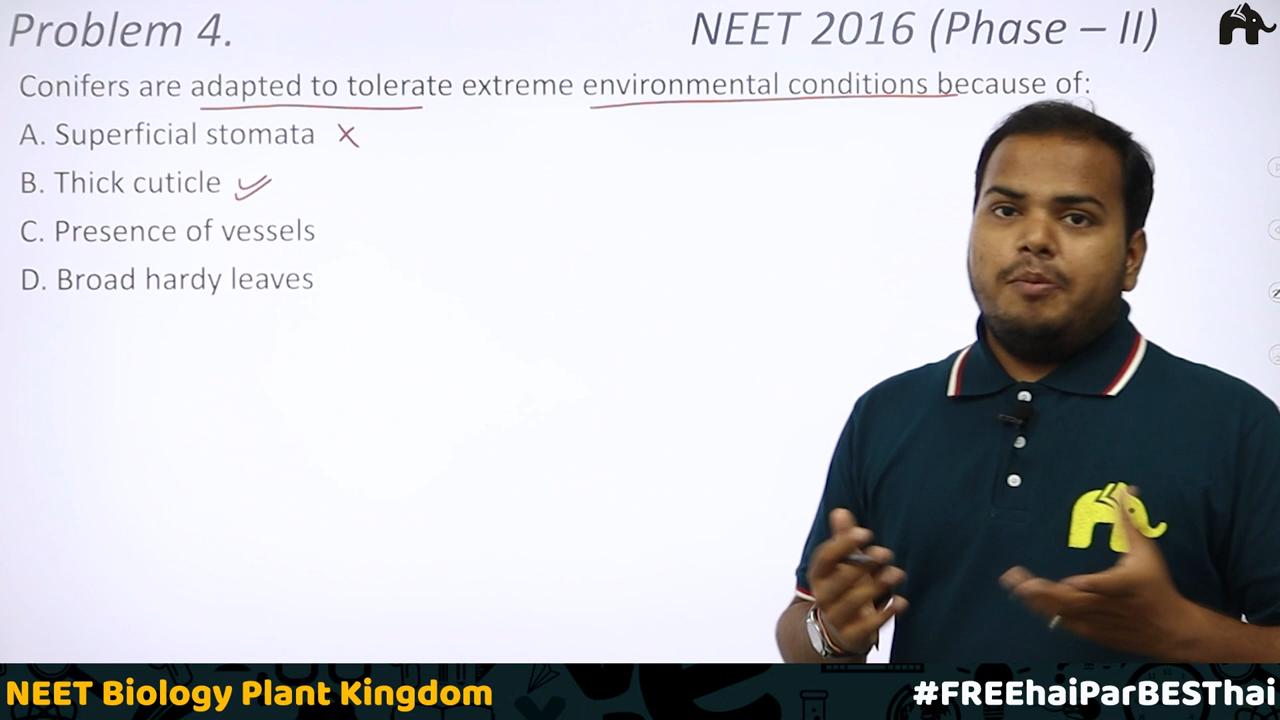 Problem 4.
NEET 2016 (Phase – II)
Conifers are adapted to tolerate extreme environmental conditions because of:
A. Superficial stomata
B. Thick cuticle
C. Presence of vessels
D. Broad hardy leaves
NEET Biology Plant Kingdom
#FREEhaiParBESThai